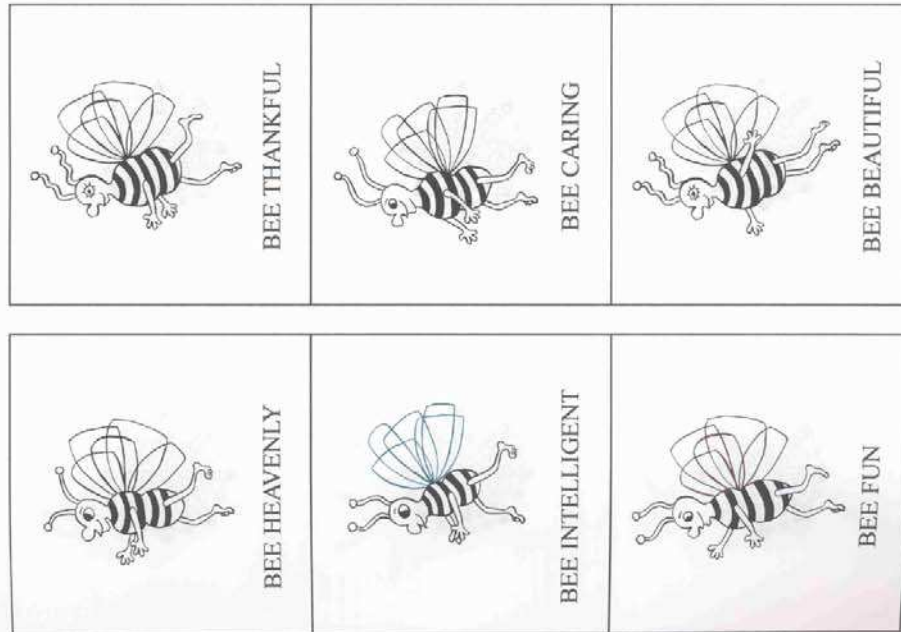 BEE HEAVENLY
BEE THANKFUL
BEE INTELLIGENT
BEE CARING
BEE FUN
BEE BEAUTIFUL